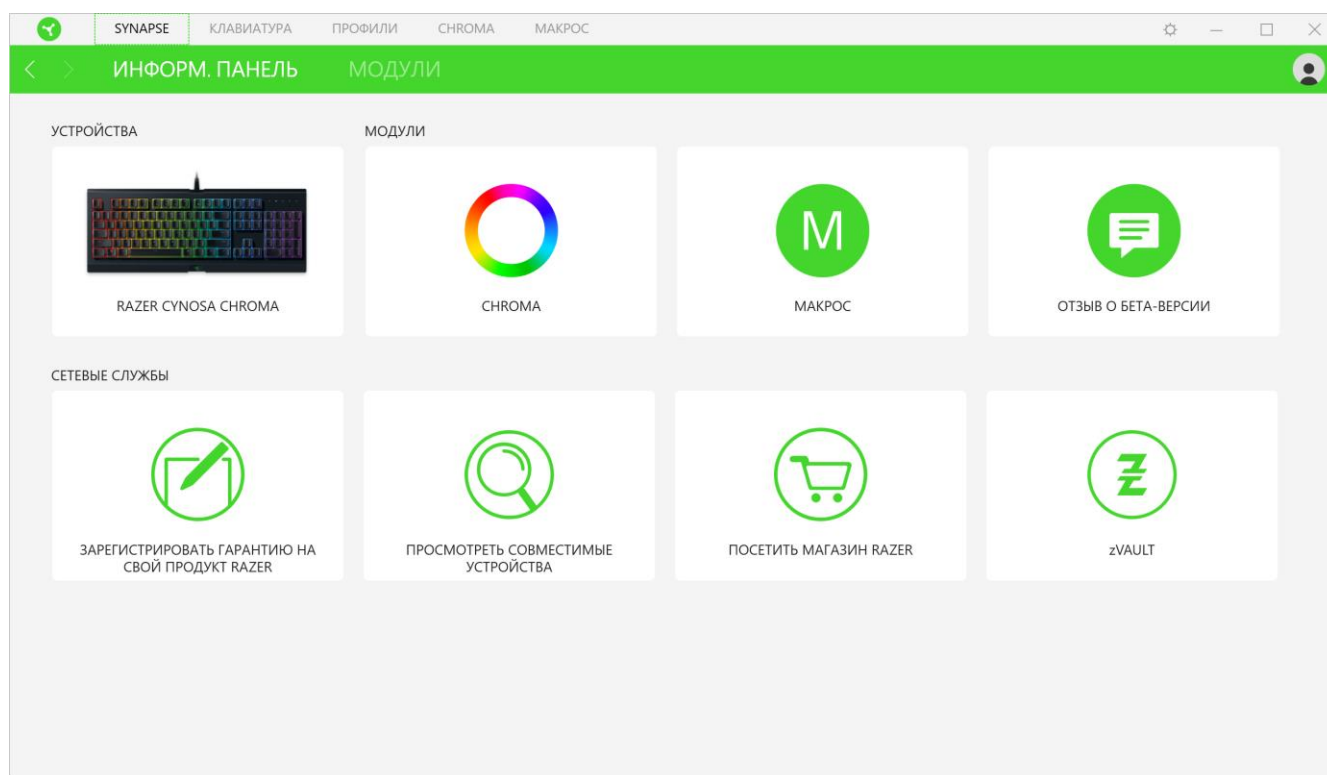 SYNAPSE КЛАВИАТУРА ПРОФИЛИ CHROMA МАКРОС
ИНФОРМ. ПАНЕЛЬ МОДУЛИ
УСТРОЙСТВА МОДУЛИ
M
RAZER CYNOSA CHROMA CHROMA МАКРОС ОТЗЫВ О БЕТА-ВЕРСИИ
СЕТЕВЫЕ СЛУЖБЫ
ЗАРЕГИСТРИРОВАТЬ ГАРАНТИЮ НА
СВОЙ ПРОДУКТ RAZER
ПРОСМОТРЕТЬ СОВМЕСТИМЫЕ
УСТРОЙСТВА
ПОСЕТИТЬ МАГАЗИН RAZER
zVAULT